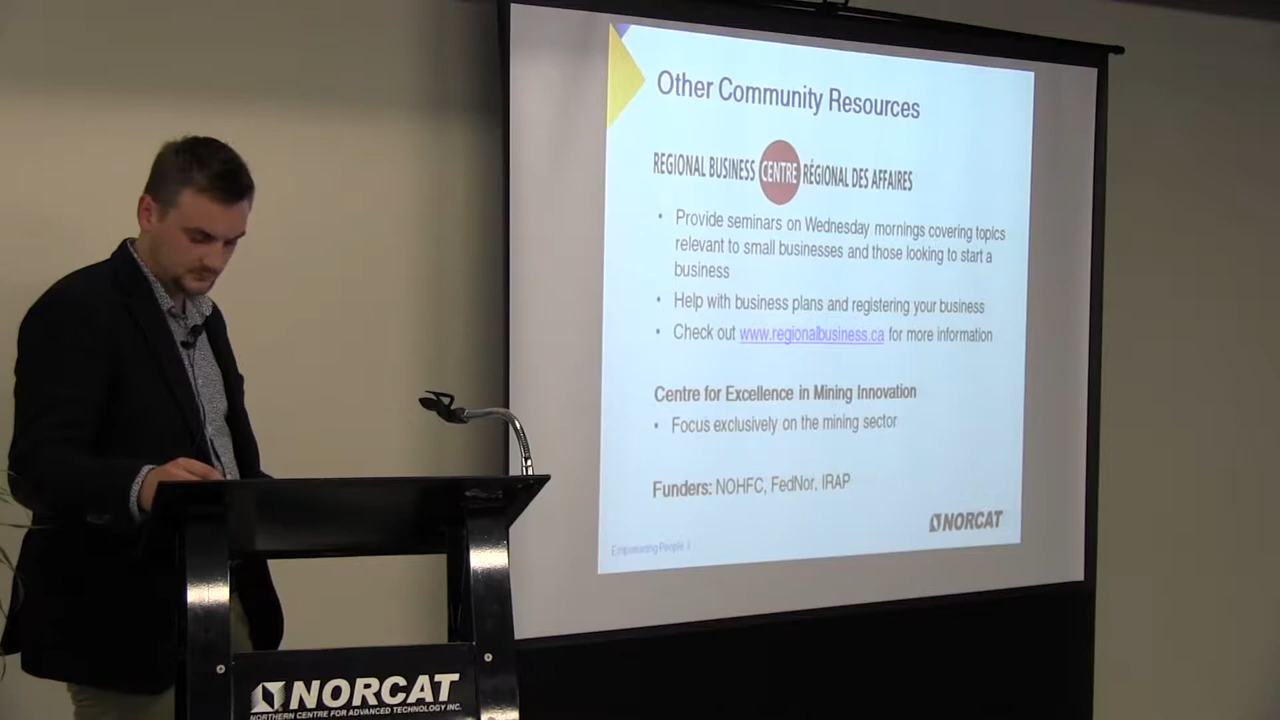 Other Community Resources
REGIONAL BUSINESS CENTRE RÉGIONAL DES AFFAIRES
• Provide seminars on Wednesday mornings covering topics
relevant to small businesses and those looking to start a
business
• Help with business plans and registering your business
• Check out www.regionalbusiness.ca for more information
Centre for Excellence in Mining Innovation
• Focus exclusively on the mining sector
Funders: NOHFC, FedNor, IRAP
NORCAT
Empowering People
NORCAT
NORTHERN CENTRE FOR ADVANCED TECHNOLOGY INC.